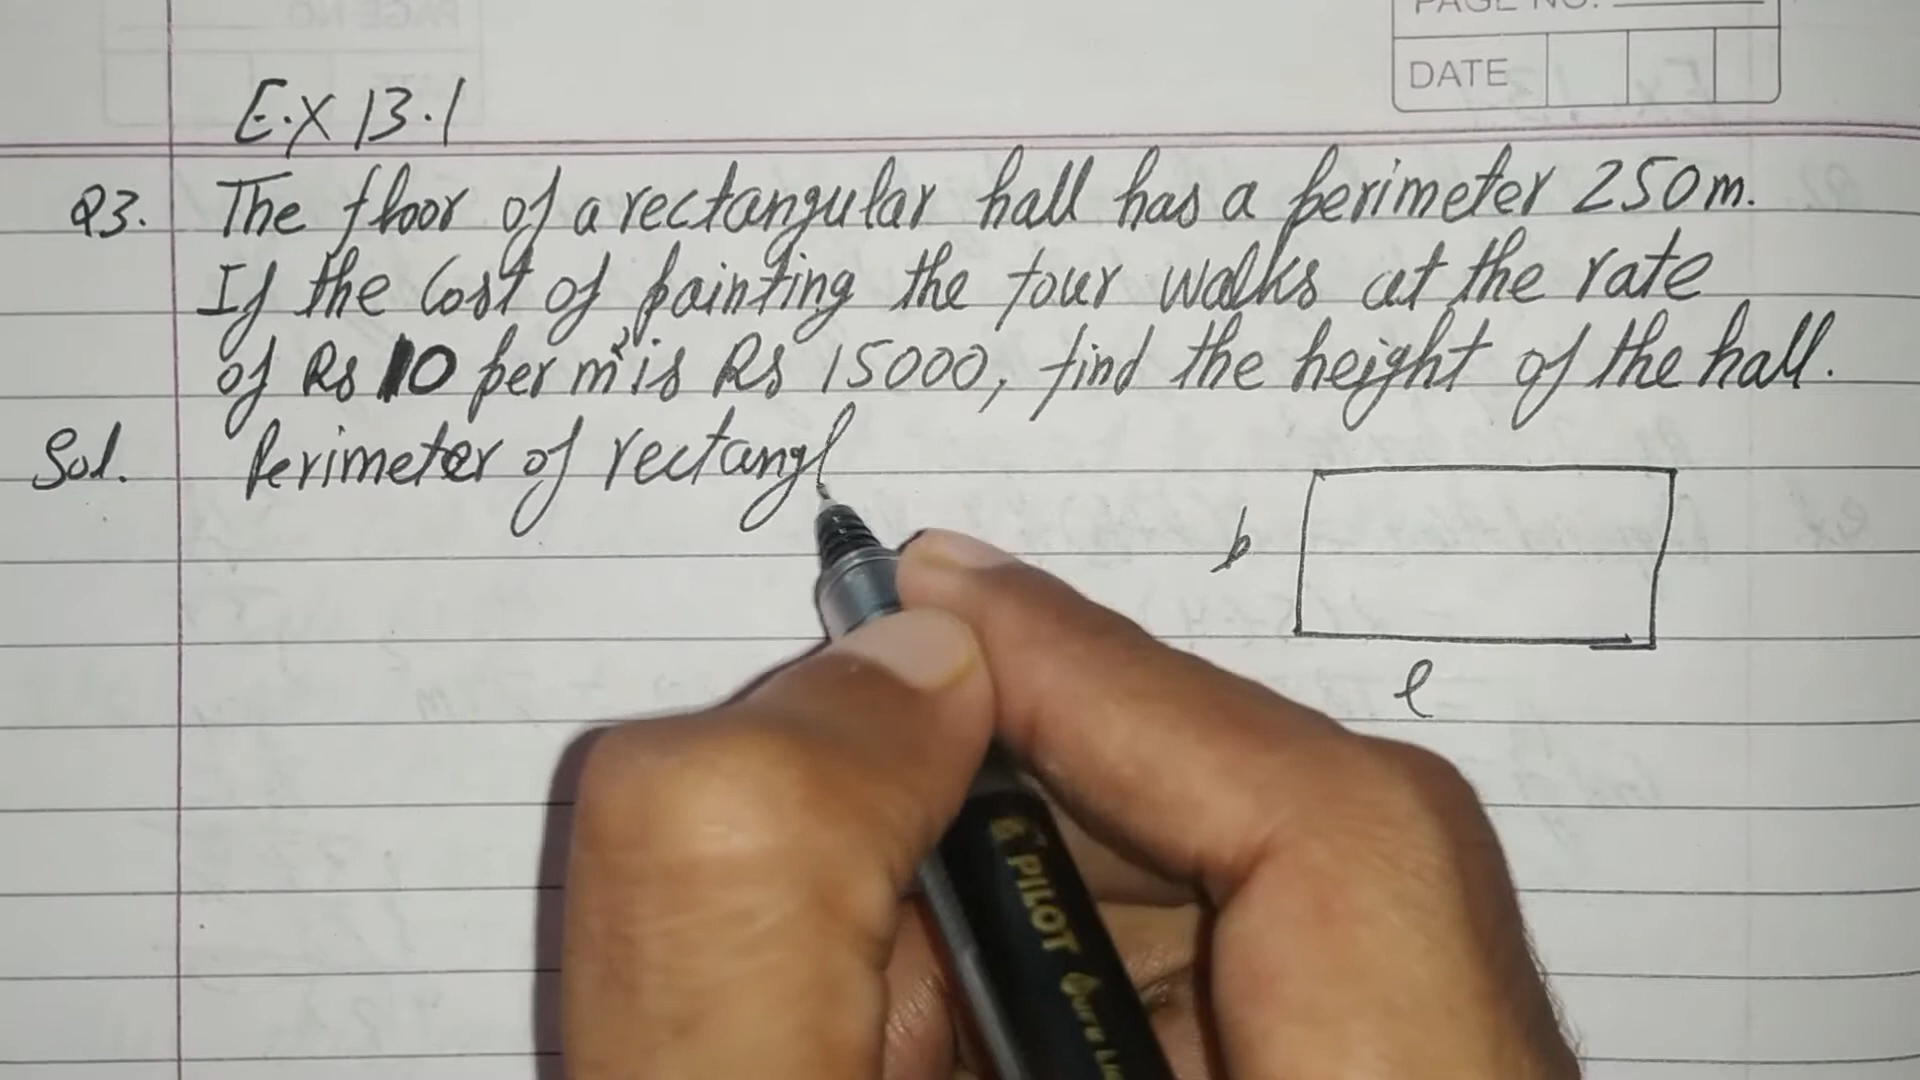 PAGE NO.
DATE
E.X 13.1
Q3. The floor of a rectangular hall has a perimeter 250m.
If the cost of painting the four walks at the rate
of Rs 10 per m² is Rs 15000, find the height of the hall.
Sol. Perimeter of rectangl
b
l
PILOT